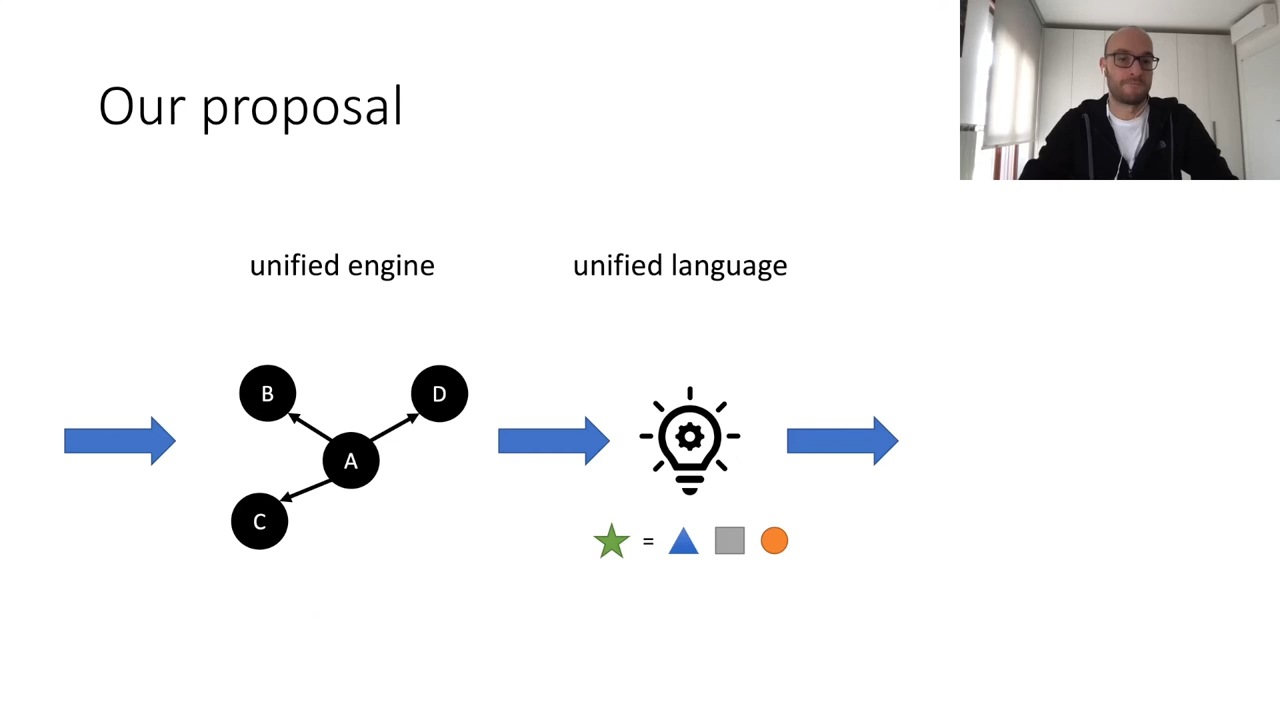 Our proposal
unified engine
unified language
B
D
A
C
=